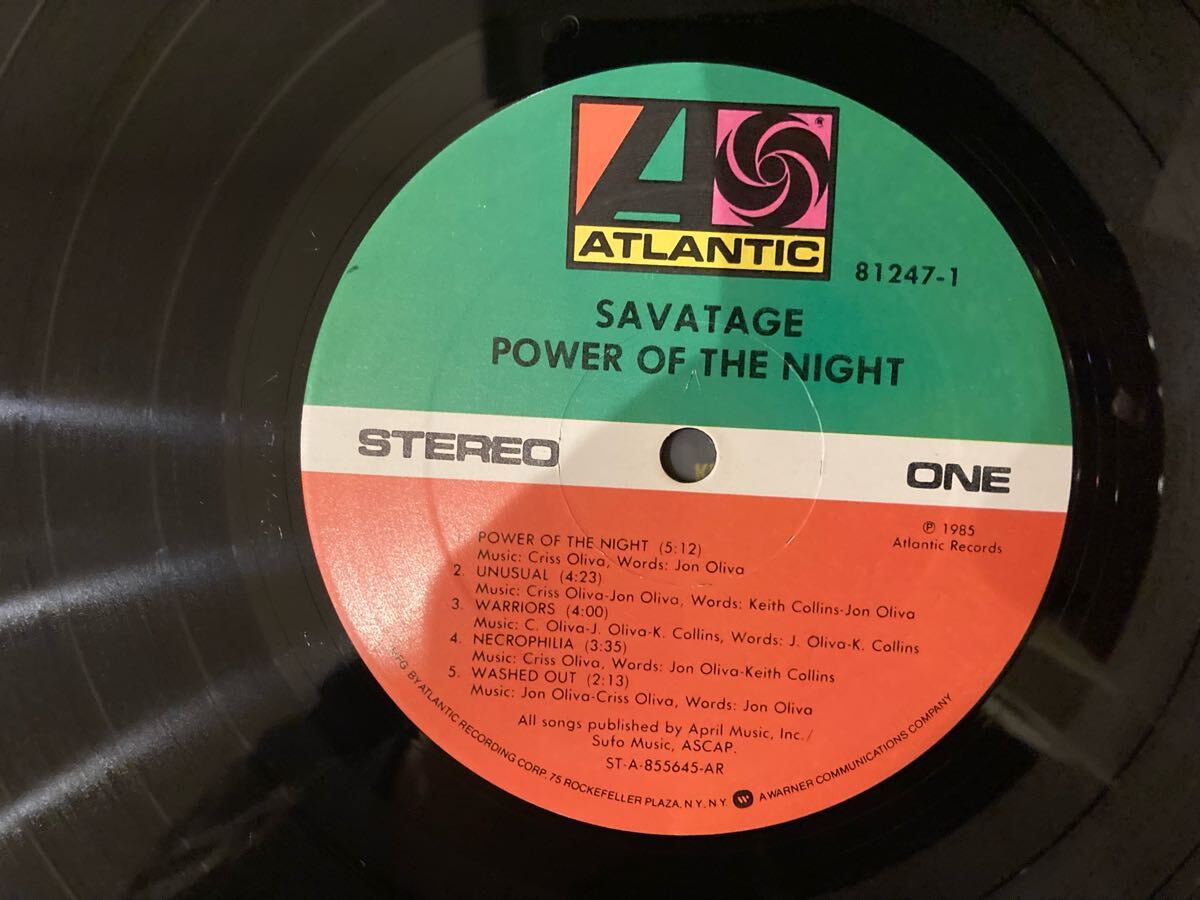 ATLANTIC
®
81247-1
SAVATAGE
POWER OF THE NIGHT
STEREO
ONE
℗ 1985
Atlantic Records
POWER OF THE NIGHT (5:12)
Music: Criss Oliva, Words: Jon Oliva
2. UNUSUAL (4:23)
Music: Criss Oliva-Jon Oliva, Words: Keith Collins-Jon Oliva
3. WARRIORS (4:00)
Music: C. Oliva-J. Oliva-K. Collins, Words: J. Oliva-K. Collins
4. NECROPHILIA (3:35)
Music: Criss Oliva, Words: Jon Oliva-Keith Collins
5. WASHED OUT (2:13)
Music: Jon Oliva-Criss Oliva, Words: Jon Oliva
All songs published by April Music, Inc./
Sufo Music, ASCAP.
ST-A-855645-AR
MFG BY ATLANTIC RECORDING CORP. 75 ROCKEFELLER PLAZA, N.Y. N.Y. A WARNER COMMUNICATIONS COMPANY